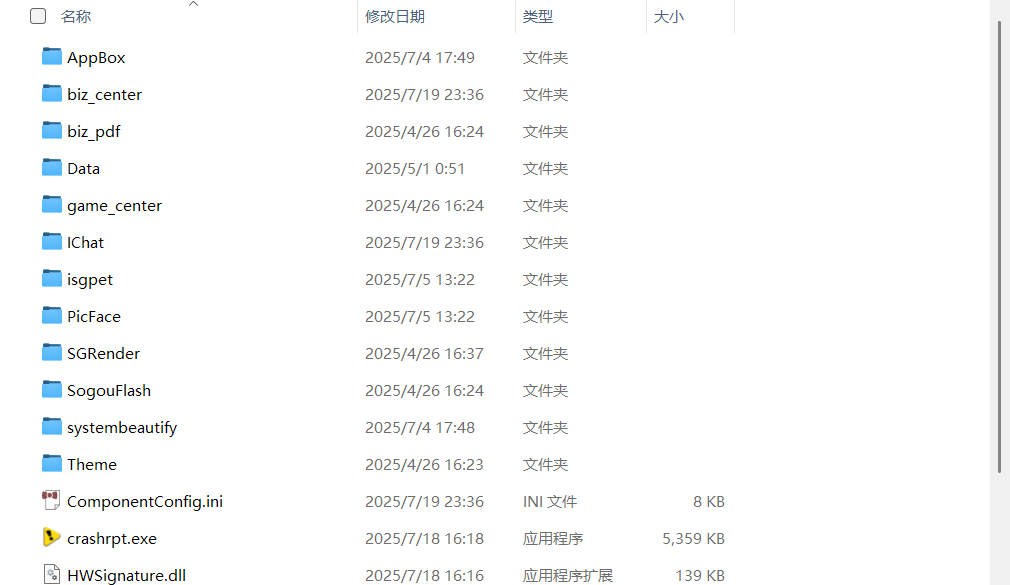 名称 修改日期 类型 大小
AppBox 2025/7/4 17:49 文件夹
biz_center 2025/7/19 23:36 文件夹
biz_pdf 2025/4/26 16:24 文件夹
Data 2025/5/1 0:51 文件夹
game_center 2025/4/26 16:24 文件夹
IChat 2025/7/19 23:36 文件夹
isgpet 2025/7/5 13:22 文件夹
PicFace 2025/7/5 13:22 文件夹
SGRender 2025/4/26 16:37 文件夹
SogouFlash 2025/4/26 16:24 文件夹
systembeautify 2025/7/4 17:48 文件夹
Theme 2025/4/26 16:23 文件夹
ComponentConfig.ini 2025/7/19 23:36 INI 文件 8 KB
crashrpt.exe 2025/7/18 16:18 应用程序 5,359 KB
HWSignature.dll 2025/7/18 16:16 应用程序扩展 139 KB